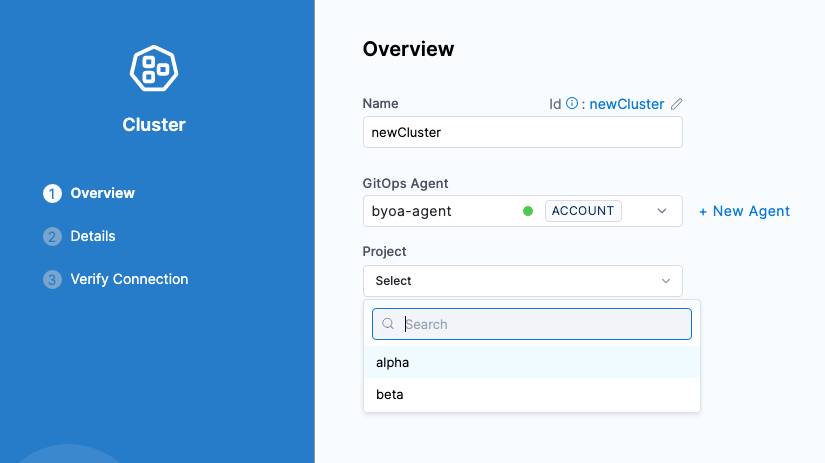 Cluster
1 Overview
2 Details
3 Verify Connection
Overview
Name
Id : newCluster
newCluster
GitOps Agent
byoa-agent ACCOUNT
+ New Agent
Project
Select
Search
alpha
beta